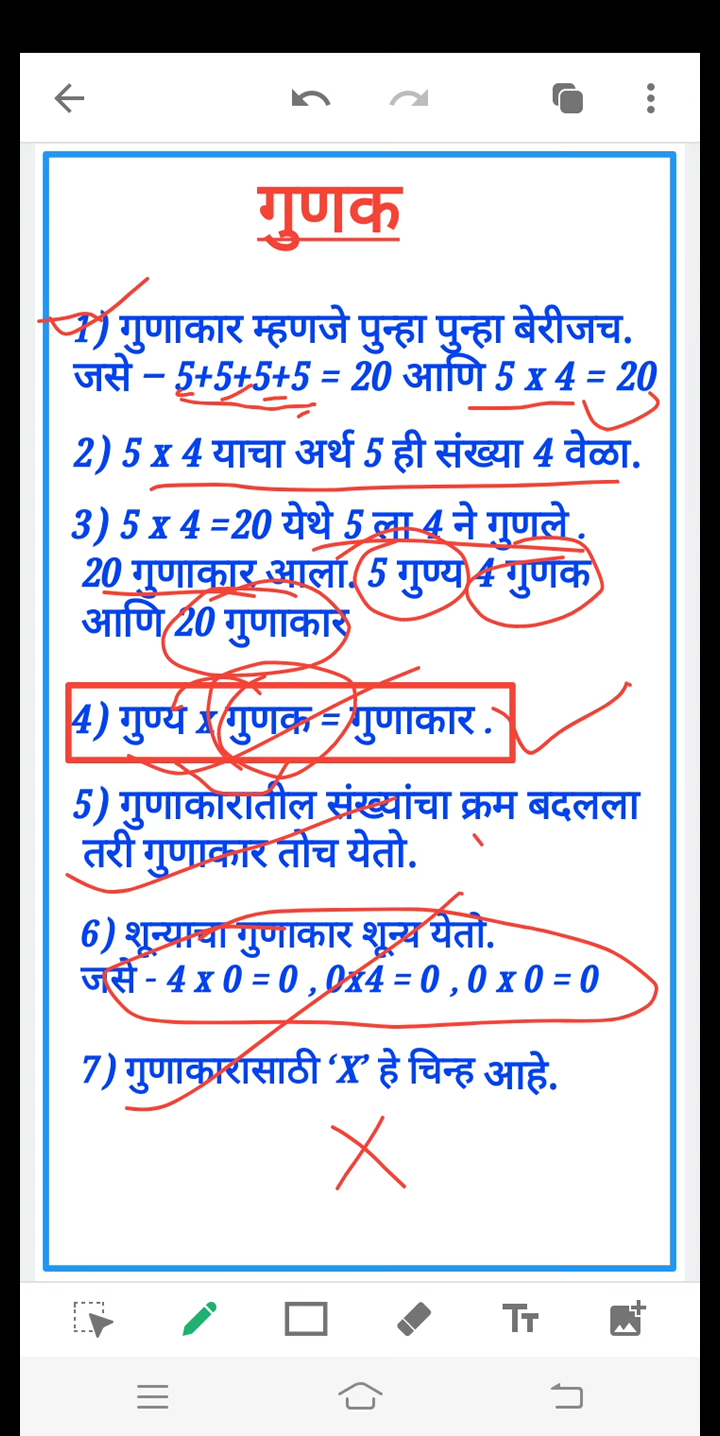 गुणक
1) गुणाकार म्हणजे पुन्हा पुन्हा बेरीजच.
जसे – 5+5+5+5 = 20 आणि 5 x 4 = 20
2) 5 x 4 याचा अर्थ 5 ही संख्या 4 वेळा.
3) 5 x 4 =20 येथे 5 ला 4 ने गुणले .
20 गुणाकार आला. 5 गुण्य 4 गुणक
आणि 20 गुणाकार
4) गुण्य x गुणक = गुणाकार .
5) गुणाकारातील संख्यांचा क्रम बदलला
तरी गुणाकार तोच येतो.
6) शून्याचा गुणाकार शून्य येतो.
जसे - 4 x 0 = 0 , 0x4 = 0 , 0 x 0 = 0
7) गुणाकारासाठी ‘X’ हे चिन्ह आहे.
TT